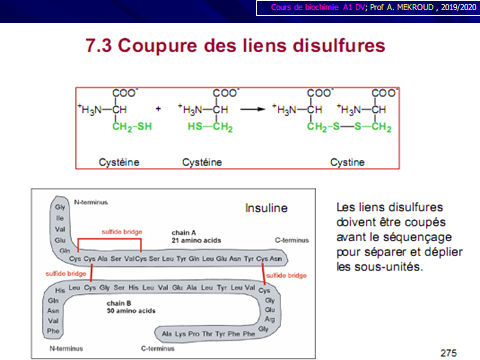 Cours de biochimie A1 DV; Prof A. MEKROUD , 2019/2020
7.3 Coupure des liens disulfures
COO⁻ COO⁻ COO⁻ COO⁻
⁺H₃N–CH + ⁺H₃N–CH ⁺H₃N–CH ⁺H₃N–CH
CH₂–SH HS–CH₂ CH₂–S–S–CH₂
Cystéine Cystéine Cystine
Insuline
N-terminus
Gly
Ile
Val
Glu
Gln
sulfide bridge
chain A
21 amino acids
C-terminus
Cys Cys Ala Ser Val Cys Ser Leu Tyr Gln Leu Glu Asn Tyr Cys Asn
sulfide bridge
sulfide bridge
His Leu Cys Gly Ser His Leu Val Glu Ala Leu Tyr Leu Val Cys
Gln
Asn
Val
Phe
chain B
30 amino acids
Gly
Glu
Arg
Gly
Ala Lys Pro Thr Tyr Phe Phe
N-terminus
C-terminus
Les liens disulfures
doivent être coupés
avant le séquençage
pour séparer et déplier
les sous-unités.
275